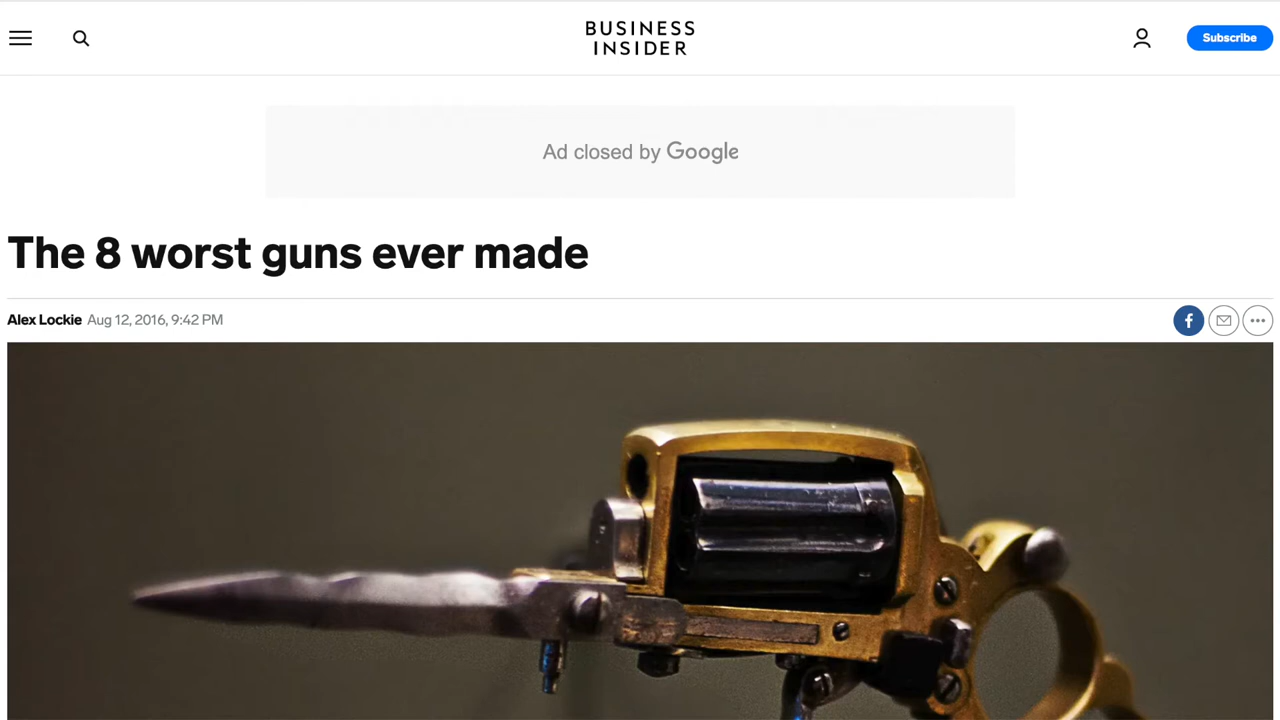 BUSINESS
INSIDER
Subscribe
Ad closed by Google
The 8 worst guns ever made
Alex Lockie Aug 12, 2016, 9:42 PM